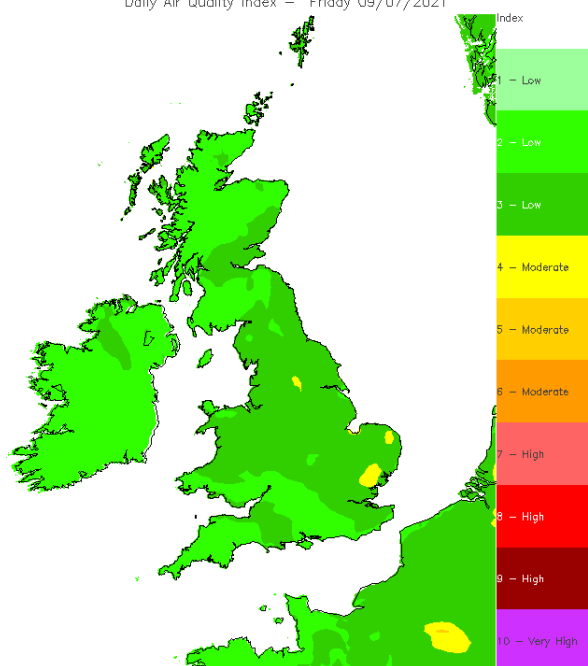 Daily Air Quality Index - Friday 09/07/2021
Index
1 - Low
2 - Low
3 - Low
4 - Moderate
5 - Moderate
6 - Moderate
7 - High
8 - High
9 - High
10 - Very High